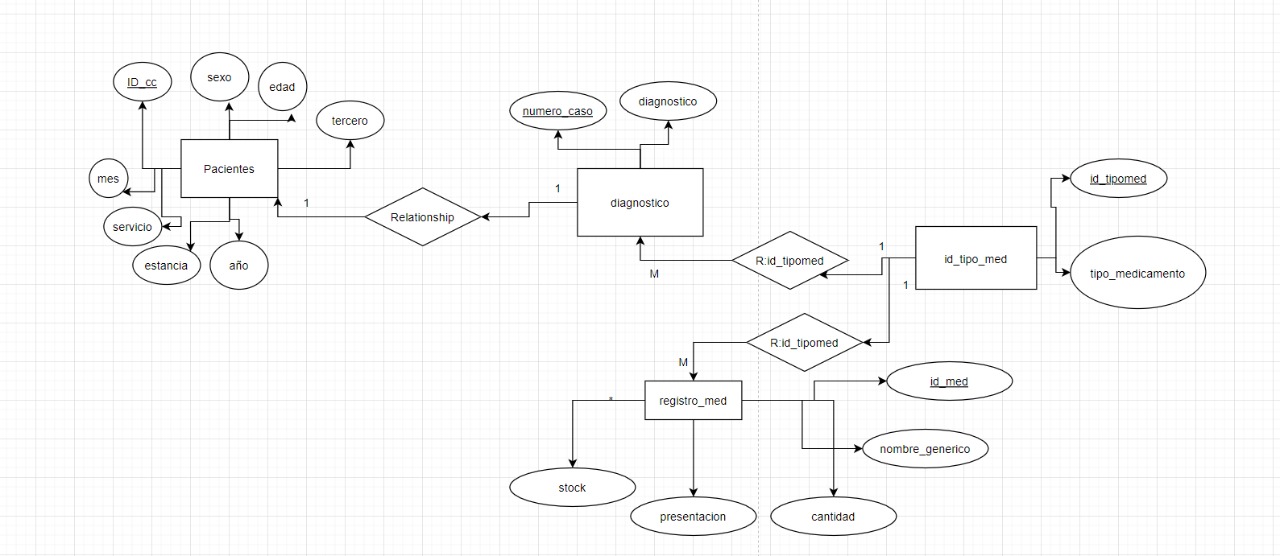 sexo
ID_cc
edad
tercero
diagnostico
numero_caso
Pacientes
mes
1
1
Relationship
diagnostico
servicio
estancia
año
id_tipomed
1
R:id_tipomed
id_tipo_med
M
tipo_medicamento
1
R:id_tipomed
M
id_med
registro_med
nombre_generico
stock
presentacion
cantidad